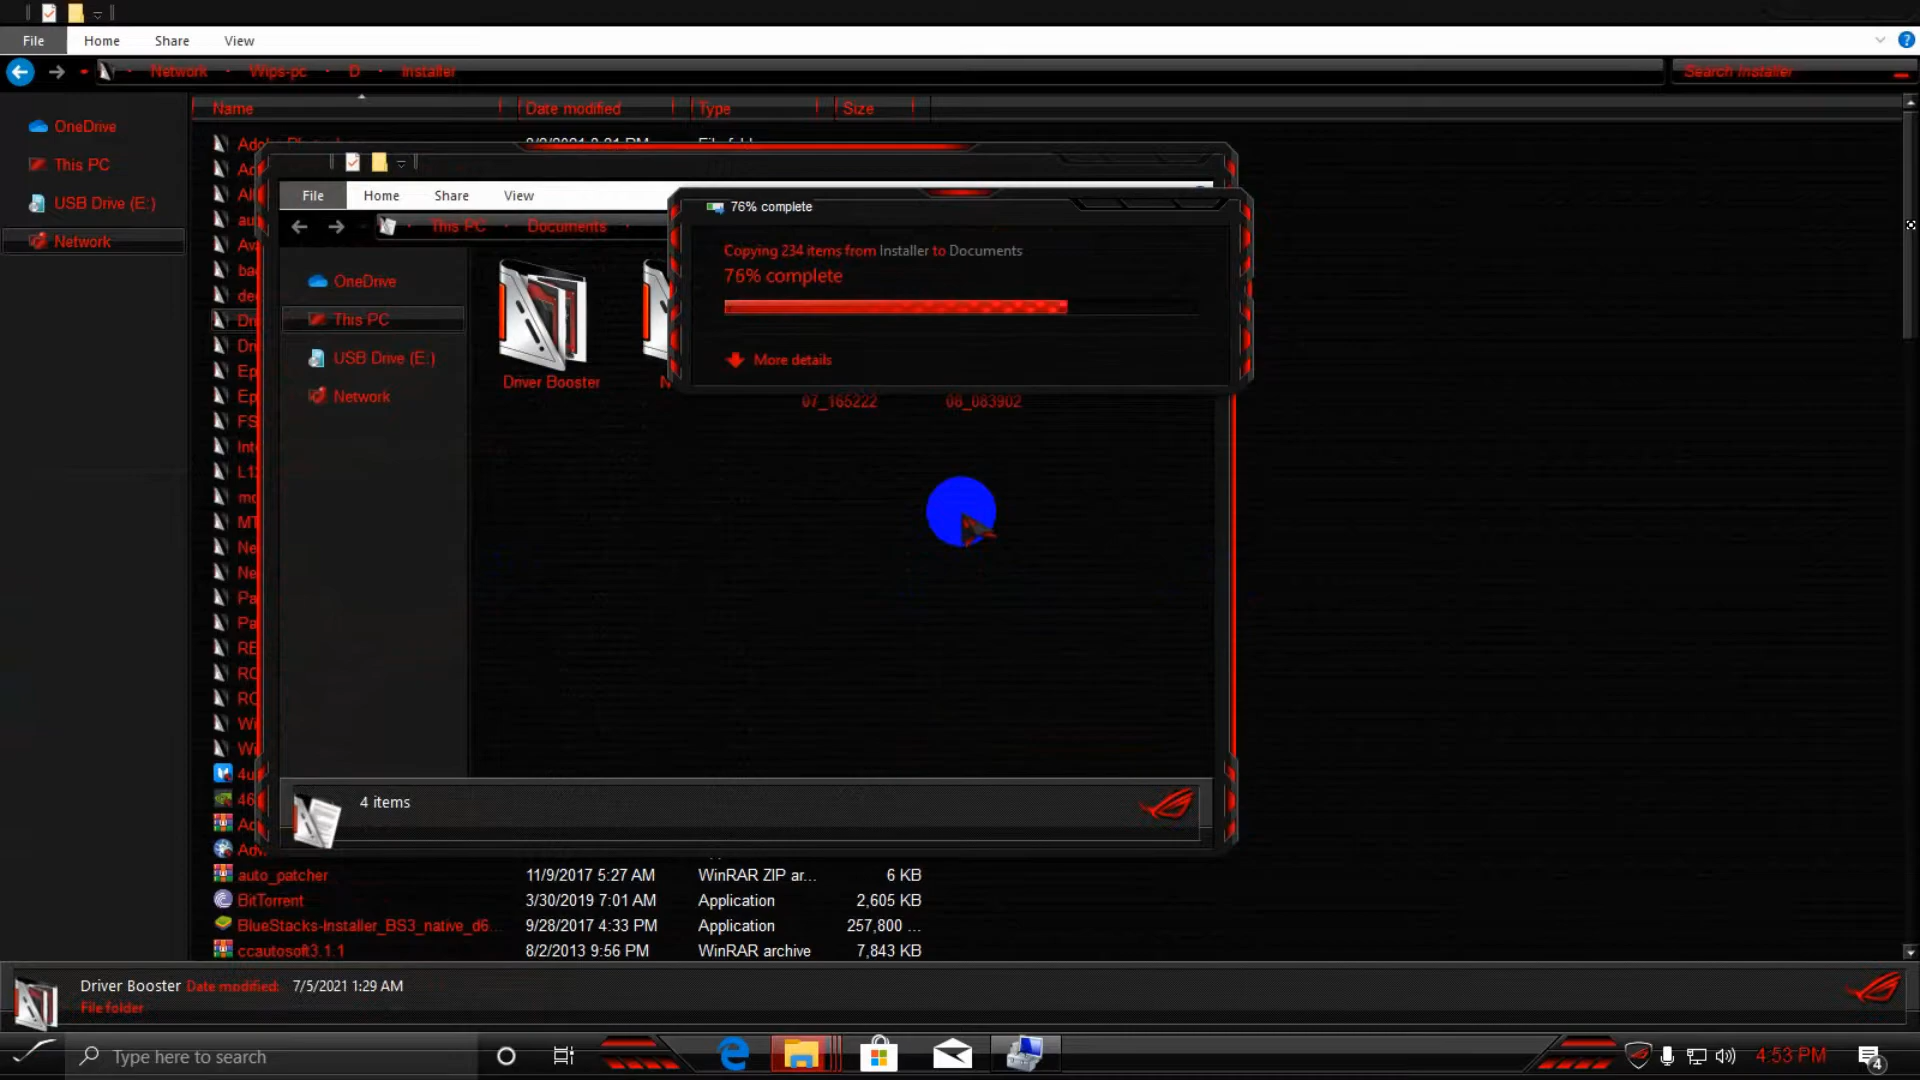 File Home Share View
Network Wips-pc D Installer Search Installer
Name Date modified Type Size
OneDrive
This PC
USB Drive (E:)
Network
File Home Share View
This PC Documents
OneDrive
This PC
USB Drive (E:)
Network
Driver Booster
07_165222 08_083902
76% complete
Copying 234 items from Installer to Documents
76% complete
More details
4 items
auto_patcher 11/9/2017 5:27 AM WinRAR ZIP ar... 6 KB
BitTorrent 3/30/2019 7:01 AM Application 2,605 KB
BlueStacks-Installer_BS3_native_d6... 9/28/2017 4:33 PM Application 257,800 ...
ccautosoft3.1.1 8/2/2013 9:56 PM WinRAR archive 7,843 KB
Driver Booster Date modified: 7/5/2021 1:29 AM
File folder
Type here to search
4:53 PM
4